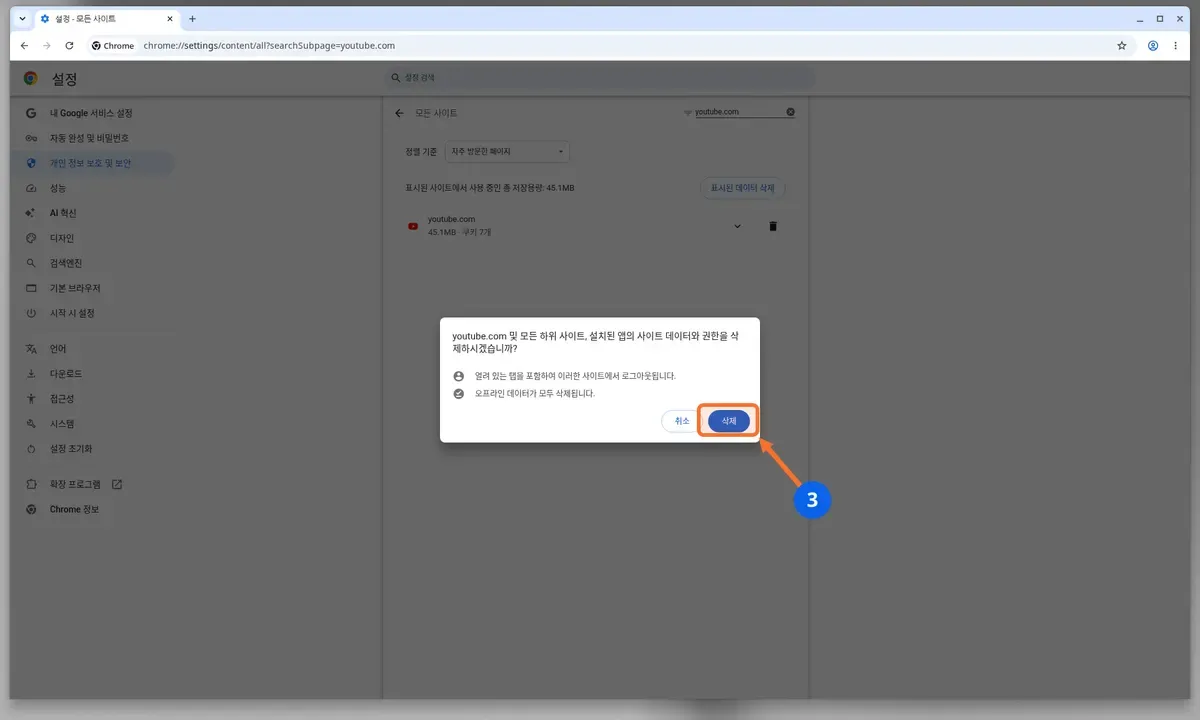 설정 - 모든 사이트
Chrome
chrome://settings/content/all?searchSubpage=youtube.com
설정
설정 검색
내 Google 서비스 설정
자동 완성 및 비밀번호
개인 정보 보호 및 보안
성능
AI 혁신
디자인
검색엔진
기본 브라우저
시작 시 설정
언어
다운로드
접근성
시스템
설정 초기화
확장 프로그램
Chrome 정보
모든 사이트
youtube.com
정렬 기준
자주 방문한 페이지
표시된 사이트에서 사용 중인 총 저장용량: 45.1MB
표시된 데이터 삭제
youtube.com
45.1MB · 쿠키 7개
youtube.com 및 모든 하위 사이트, 설치된 앱의 사이트 데이터와 권한을 삭
제하시겠습니까?
열려 있는 탭을 포함하여 이러한 사이트에서 로그아웃됩니다.
오프라인 데이터가 모두 삭제됩니다.
취소
삭제
3